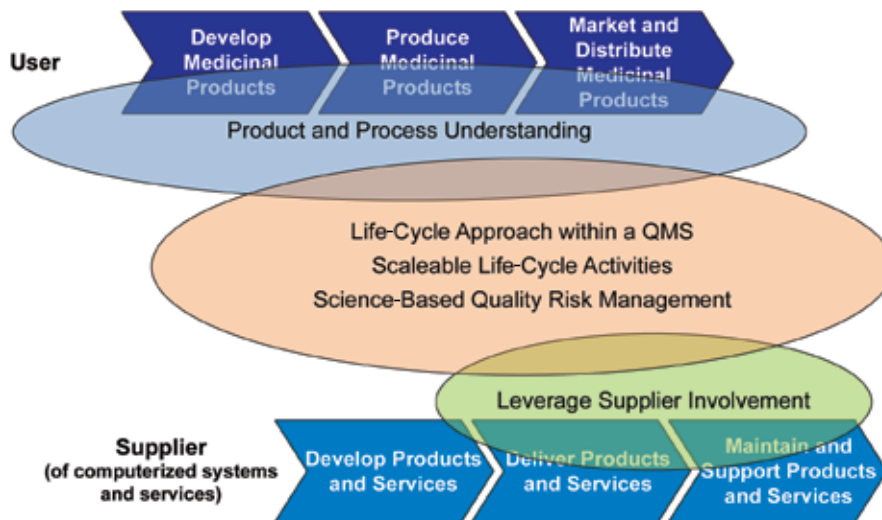 User
Develop
Medicinal
Products
Produce
Medicinal
Products
Market and
Distribute
Medicinal
Products
Product and Process Understanding
Life-Cycle Approach within a QMS
Scaleable Life-Cycle Activities
Science-Based Quality Risk Management
Leverage Supplier Involvement
Supplier
(of computerized systems
and services)
Develop Products
and Services
Deliver Products
and Services
Maintain and
Support Products
and Services